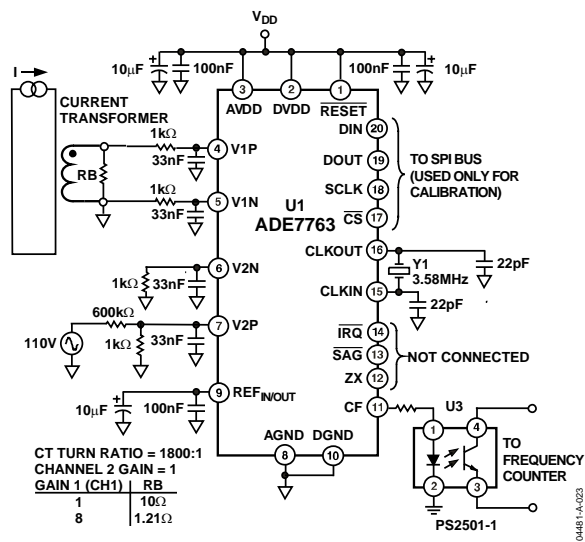 VDD
10µF
100nF
100nF
10µF
I
CURRENT
TRANSFORMER
3
2
1
AVDD
DVDD
RESET
DIN 20
DOUT 19
SCLK 18
CS 17
TO SPI BUS
(USED ONLY FOR
CALIBRATION)
1kΩ
33nF
4 V1P
RB
1kΩ
33nF
5 V1N
U1
ADE7763
CLKOUT 16
22pF
Y1
3.58MHz
CLKIN 15
22pF
6 V2N
1kΩ
33nF
600kΩ
7 V2P
110V
1kΩ
33nF
IRQ 14
SAG 13
ZX 12
NOT CONNECTED
9 REFIN/OUT
10µF
100nF
CF 11
U3
1
4
2
3
TO
FREQUENCY
COUNTER
PS2501-1
AGND
DGND
8
10
CT TURN RATIO = 1800:1
CHANNEL 2 GAIN = 1
GAIN 1 (CH1) RB
1 10Ω
8 1.21Ω
04481-A-023